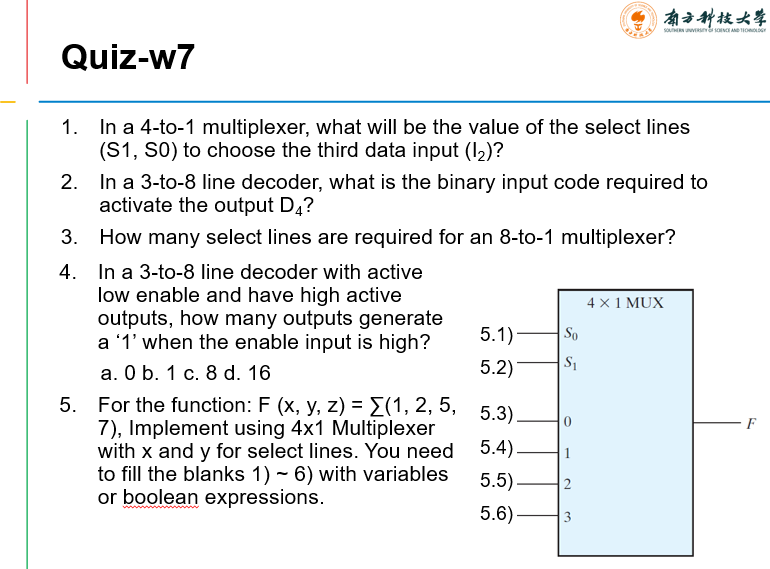 南方科技大学
SOUTHERN UNIVERSITY OF SCIENCE AND TECHNOLOGY
Quiz-w7
1. In a 4-to-1 multiplexer, what will be the value of the select lines
(S1, S0) to choose the third data input (I₂)?
2. In a 3-to-8 line decoder, what is the binary input code required to
activate the output D₄?
3. How many select lines are required for an 8-to-1 multiplexer?
4. In a 3-to-8 line decoder with active
low enable and have high active
outputs, how many outputs generate
a ‘1’ when the enable input is high?
a. 0 b. 1 c. 8 d. 16
5. For the function: F (x, y, z) = ∑(1, 2, 5,
7), Implement using 4x1 Multiplexer
with x and y for select lines. You need
to fill the blanks 1) ~ 6) with variables
or boolean expressions.
4 × 1 MUX
5.1) S₀
5.2) S₁
5.3) 0
F
5.4) 1
5.5) 2
5.6) 3